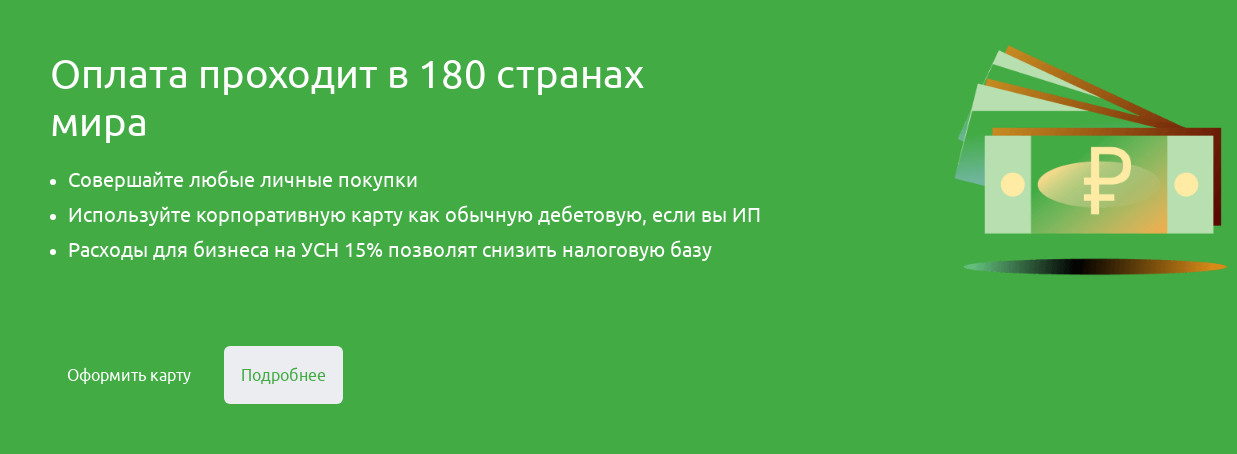 Оплата проходит в 180 странах
мира
• Совершайте любые личные покупки
• Используйте корпоративную карту как обычную дебетовую, если вы ИП
• Расходы для бизнеса на УСН 15% позволят снизить налоговую базу
₽
Оформить карту
Подробнее